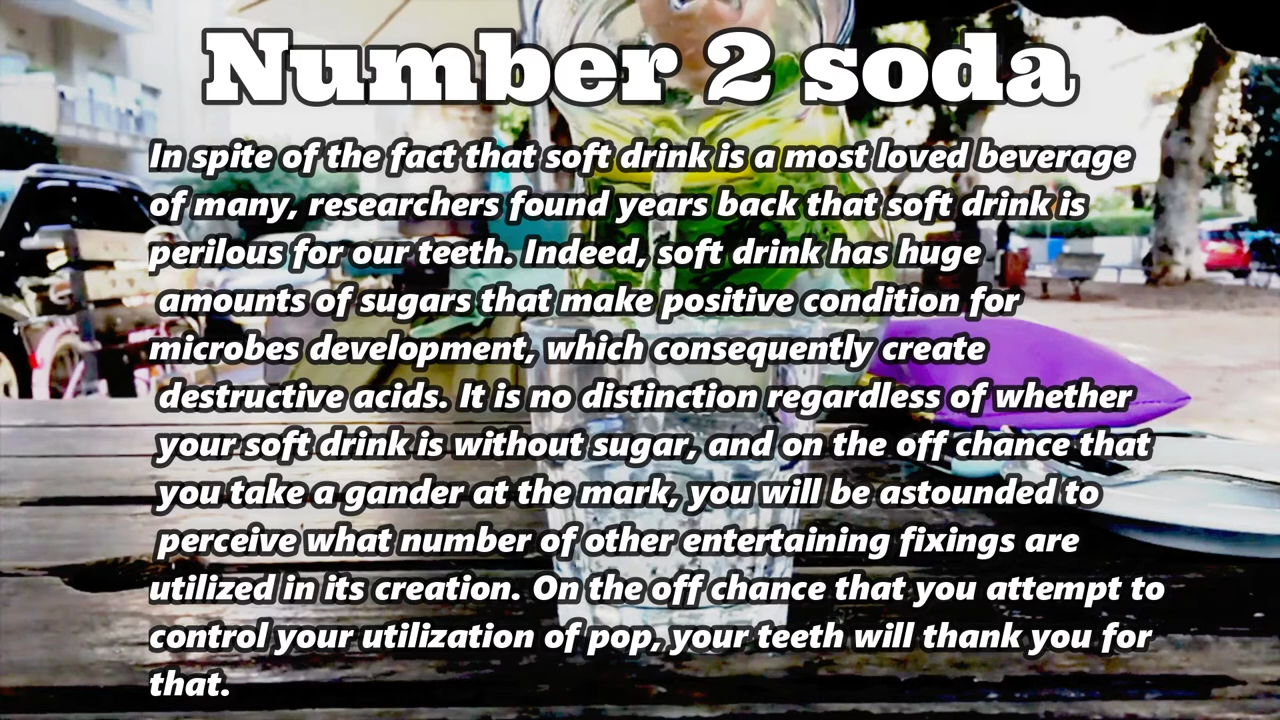 Number 2 soda
In spite of the fact that soft drink is a most loved beverage
of many, researchers found years back that soft drink is
perilous for our teeth. Indeed, soft drink has huge
amounts of sugars that make positive condition for
microbes development, which consequently create
destructive acids. It is no distinction regardless of whether
your soft drink is without sugar, and on the off chance that
you take a gander at the mark, you will be astounded to
perceive what number of other entertaining fixings are
utilized in its creation. On the off chance that you attempt to
control your utilization of pop, your teeth will thank you for
that.